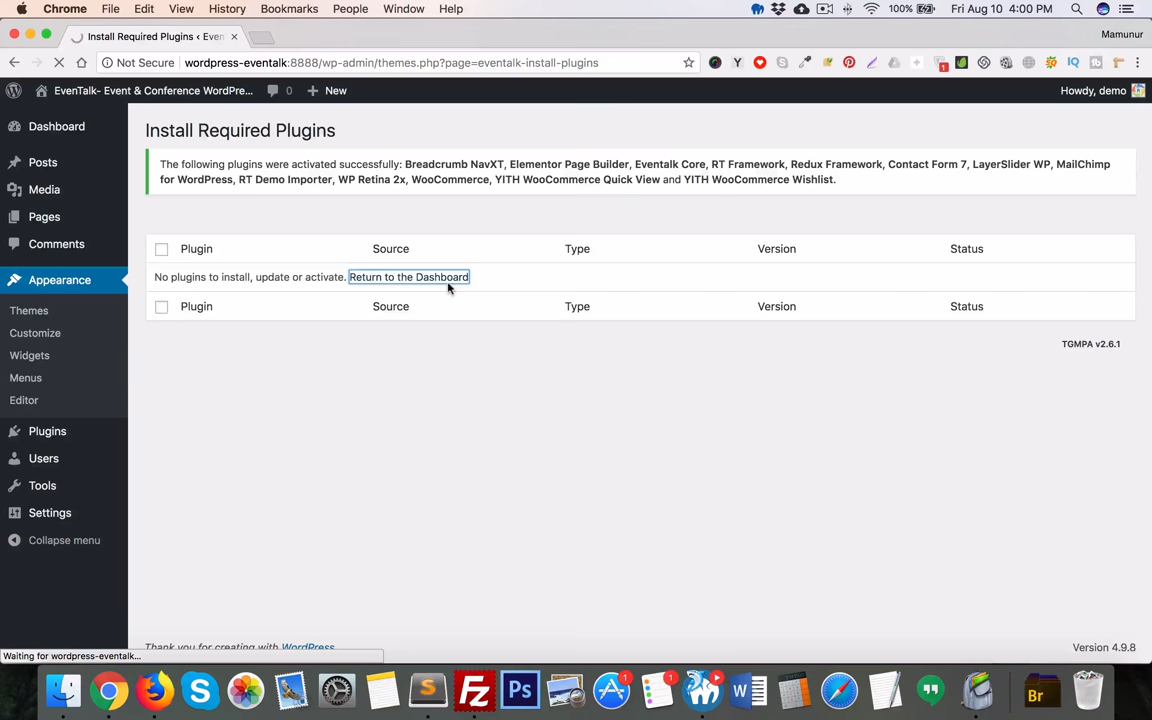 Chrome File Edit View History Bookmarks People Window Help 100% Fri Aug 10 4:00 PM
Install Required Plugins ‹ Even Mamunur
Not Secure wordpress-eventalk:8888/wp-admin/themes.php?page=eventalk-install-plugins
EvenTalk- Event & Conference WordPre... 0 New Howdy, demo
Dashboard
Posts
Media
Pages
Comments
Appearance
Themes
Customize
Widgets
Menus
Editor
Plugins
Users
Tools
Settings
Collapse menu
Install Required Plugins
The following plugins were activated successfully: Breadcrumb NavXT, Elementor Page Builder, Eventalk Core, RT Framework, Redux Framework, Contact Form 7, LayerSlider WP, MailChimp
for WordPress, RT Demo Importer, WP Retina 2x, WooCommerce, YITH WooCommerce Quick View and YITH WooCommerce Wishlist.
Plugin Source Type Version Status
No plugins to install, update or activate. Return to the Dashboard
Plugin Source Type Version Status
TGMPA v2.6.1
Thank you for creating with WordPress Version 4.9.8
Waiting for wordpress-eventalk...
Fz Ps 1 1 W Br